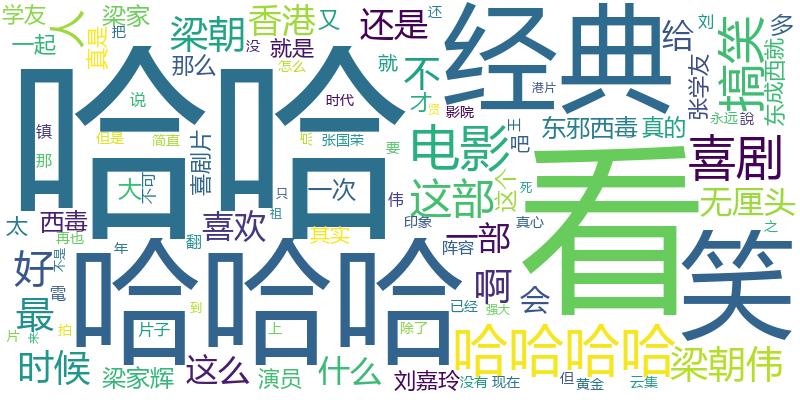 学友
梁家
人
真是
把
梁朝
香港
又
还是
还
没
就是
经典
给
刘
多
一起
那么
怎么
就
不
才
搞笑
张学友
东成西就
哈哈
说
时代
贤
影院
港片
王
吧
永远
說
镇
但是
简直
张国荣
要
电影
东邪西毒
真的
喜剧
那
喜剧片
不可
大
一次
只
这部
这个
看
无厘头
死
太
西毒
喜欢
祖
伟
印象
真心
之
再也
年
翻
其实
一部
阵容
好
不是
電
哈哈哈
啊
会
已经
笑
最
到
强大
片
拍
片子
上
除了
哈哈哈哈
时候
梁家辉
这么
演员
什么
刘嘉玲
没有
现在
但
黄金
云集
梁朝伟